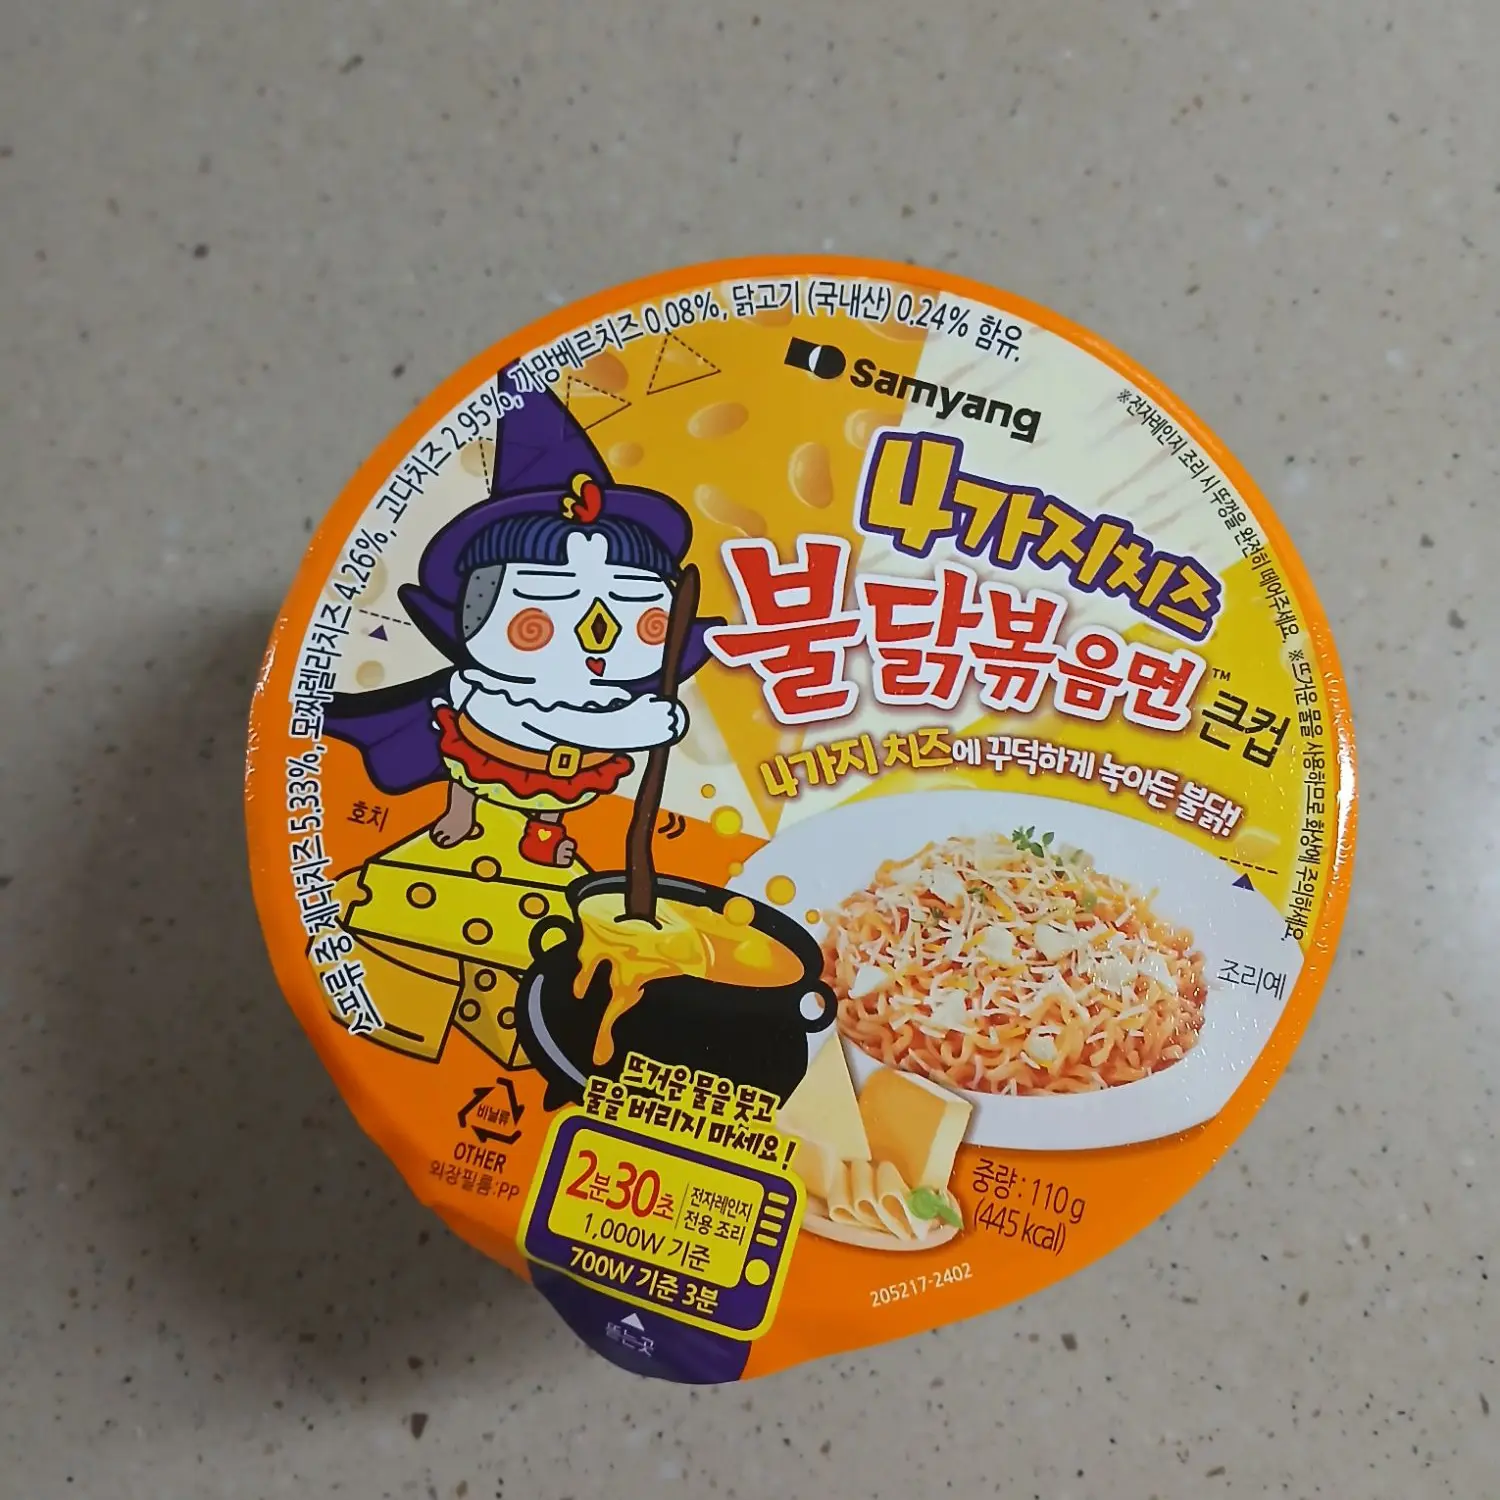 스프류 중 체다치즈 5.33%, 모짜렐라치즈 4.26%, 고다치즈 2.95%, 까망베르치즈 0.08%, 닭고기 (국내산) 0.24% 함유.
Samyang
4가지치즈
불닭볶음면™
큰컵
4가지 치즈에 꾸덕하게 녹아든 불닭!
※전자레인지 조리 시 뚜껑을 완전히 떼어주세요. ※뜨거운 물을 사용하므로 화상에 주의하세요.
호치
조리예
비닐류
OTHER
외장필름:PP
뜨거운 물을 붓고
물을 버리지 마세요!
2분30초
전자레인지
전용 조리
1,000W 기준
700W 기준 3분
중량 : 110 g
(445 kcal)
205217-2402
뜯는곳